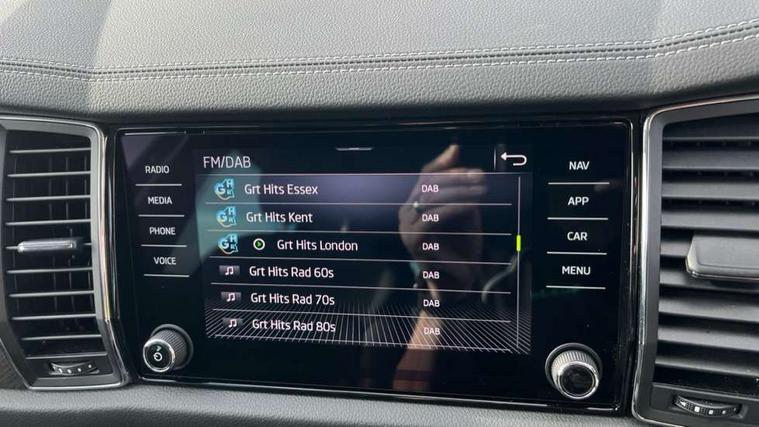 RADIO
MEDIA
PHONE
VOICE
FM/DAB
Grt Hits Essex DAB
Grt Hits Kent DAB
Grt Hits London DAB
Grt Hits Rad 60s DAB
Grt Hits Rad 70s DAB
Grt Hits Rad 80s DAB
NAV
APP
CAR
MENU